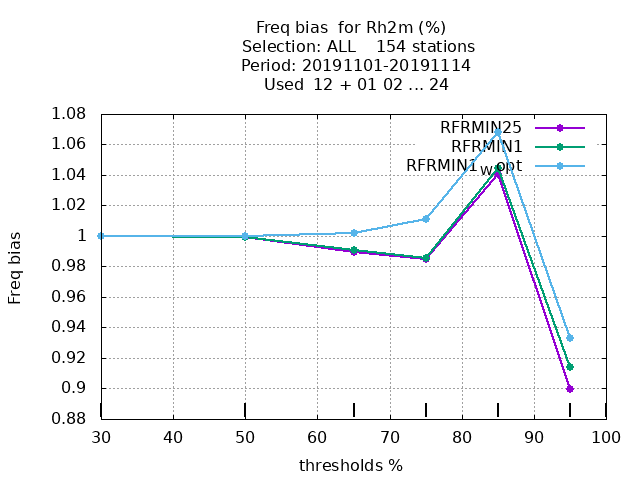 Freq bias  for Rh2m (%)
Selection: ALL    154 stations
Period: 20191101-20191114
Used  12 + 01 02 ... 24
1.08
1.06
1.04
1.02
1
0.98
0.96
0.94
0.92
0.9
0.88
Freq bias
RFRMIN25
RFRMIN1
RFRMIN1_w_opt
30 40 50 60 70 80 90 100
thresholds %